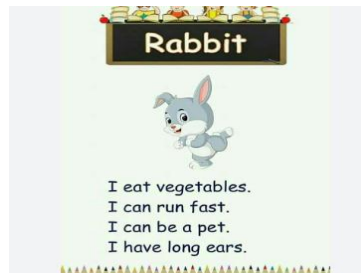 Rabbit
I eat vegetables.
I can run fast.
I can be a pet.
I have long ears.